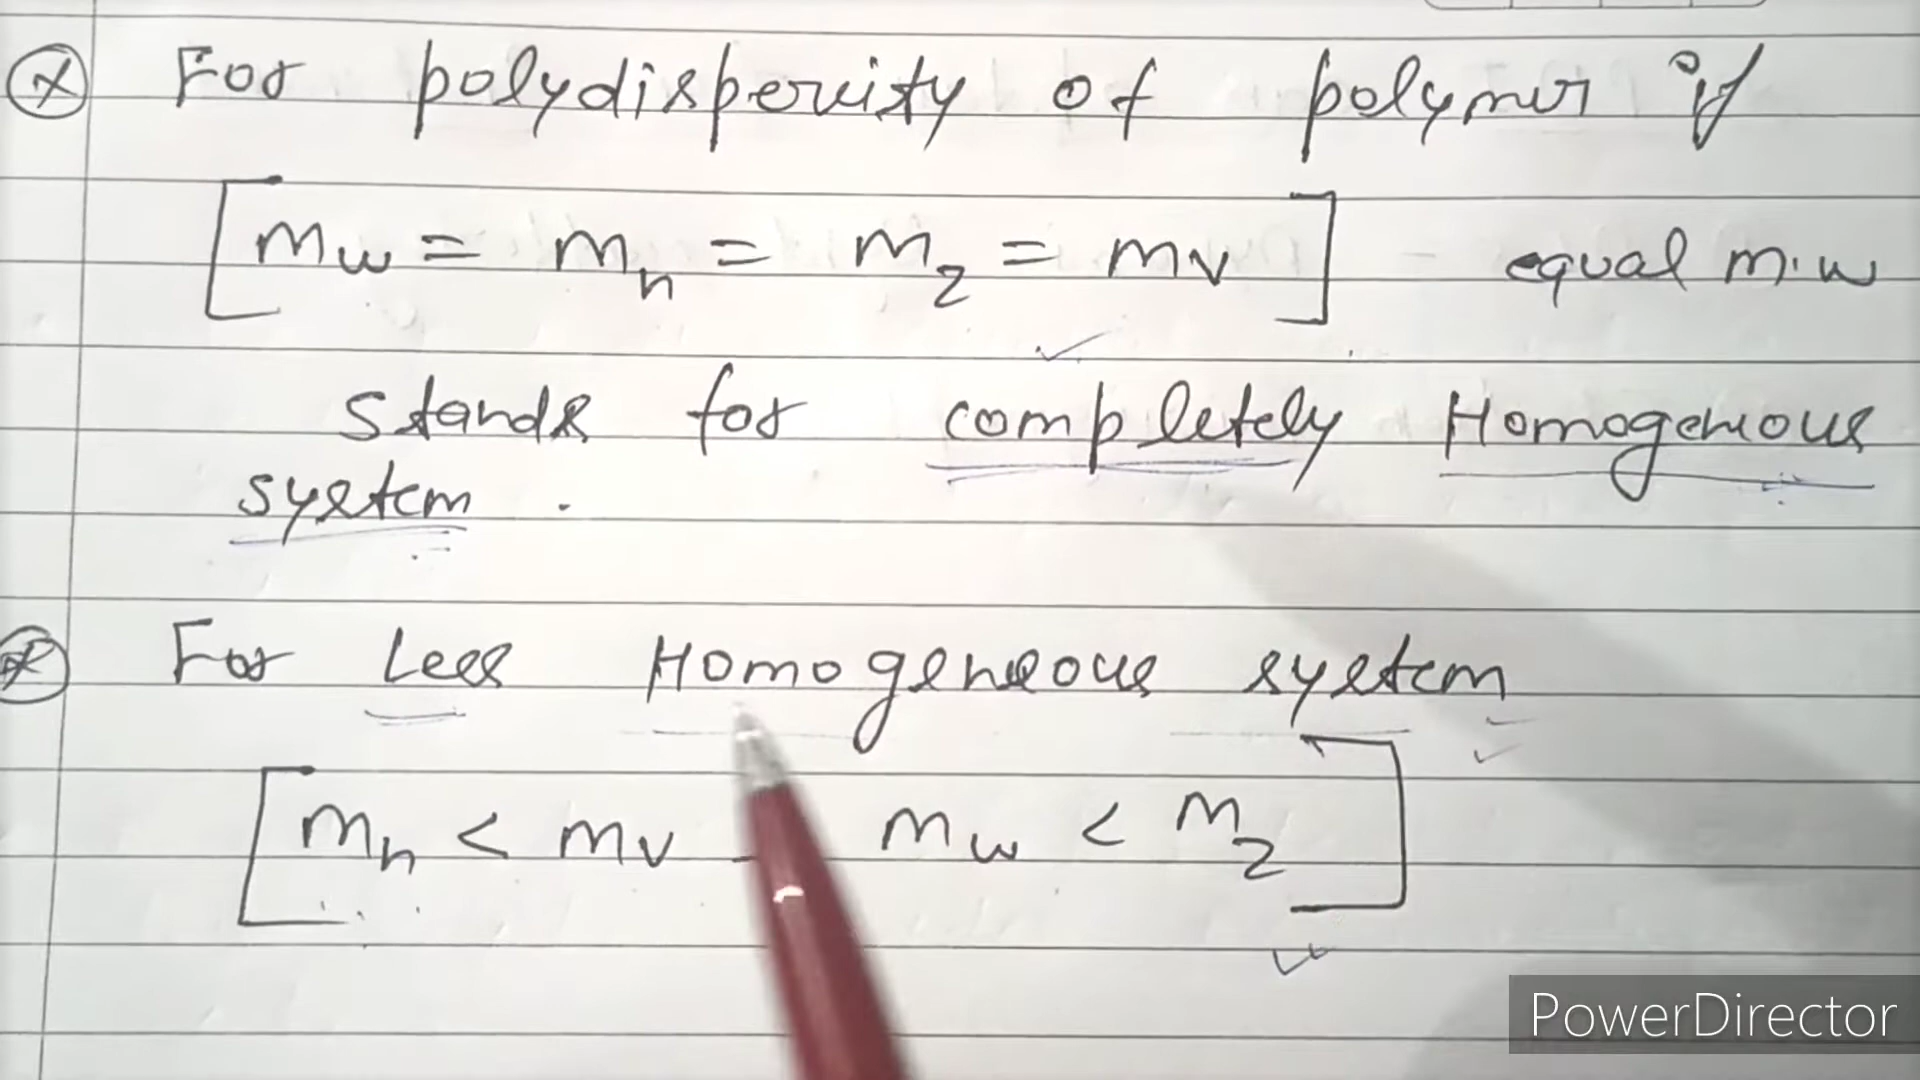 For polydispersity of polymer if
[Mw = Mn = Mz = Mv] equal m.w
stands for completely Homogenous
system.
For Less Homogeneous system
[Mn < Mv Mw < Mz]
PowerDirector